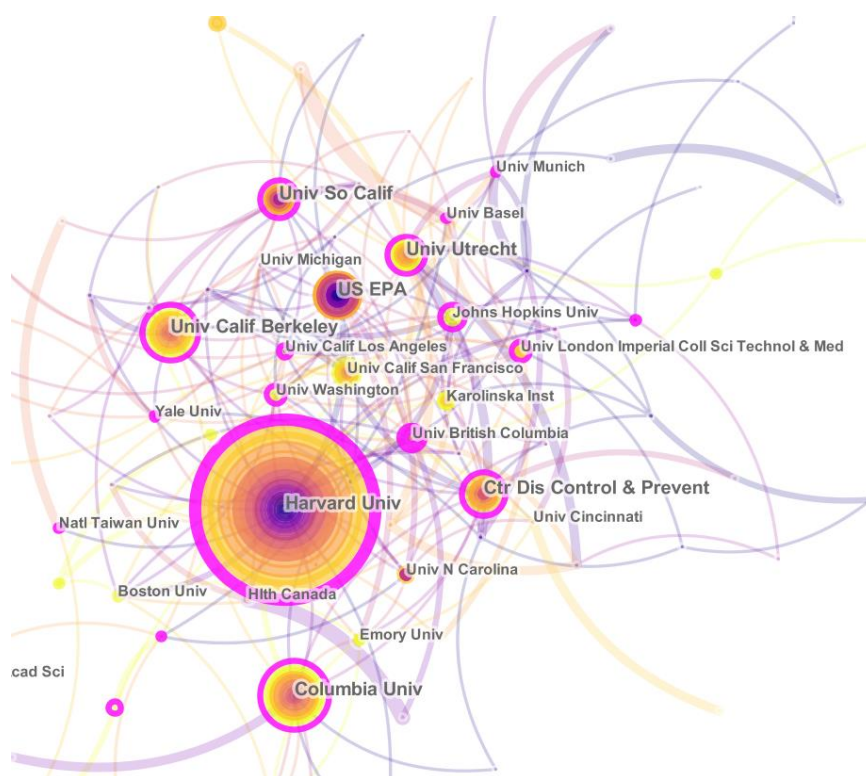 Univ Munich
Univ So Calif
Univ Basel
Univ Utrecht
Univ Michigan
US EPA
Johns Hopkins Univ
Univ Calif Berkeley
Univ Calif Los Angeles
Univ London Imperial Coll Sci Technol & Med
Univ Calif San Francisco
Univ Washington
Karolinska Inst
Yale Univ
Univ British Columbia
Ctr Dis Control & Prevent
Harvard Univ
Univ Cincinnati
Natl Taiwan Univ
Univ N Carolina
Boston Univ
Hlth Canada
Emory Univ
cad Sci
Columbia Univ